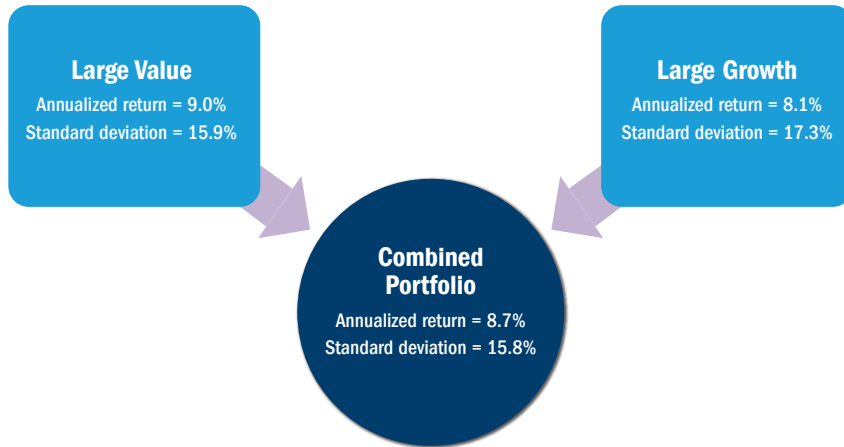 Large Value
Annualized return = 9.0%
Standard deviation = 15.9%
Large Growth
Annualized return = 8.1%
Standard deviation = 17.3%
Combined
Portfolio
Annualized return = 8.7%
Standard deviation = 15.8%